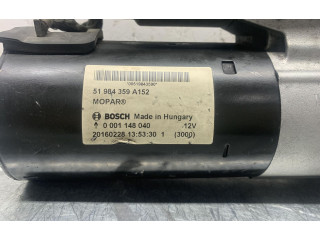 51 984 359 A152
MOPAR®
BOSCH Made in Hungary
0 001 148 040 12V
20160226 13:53:30 1 (3000)